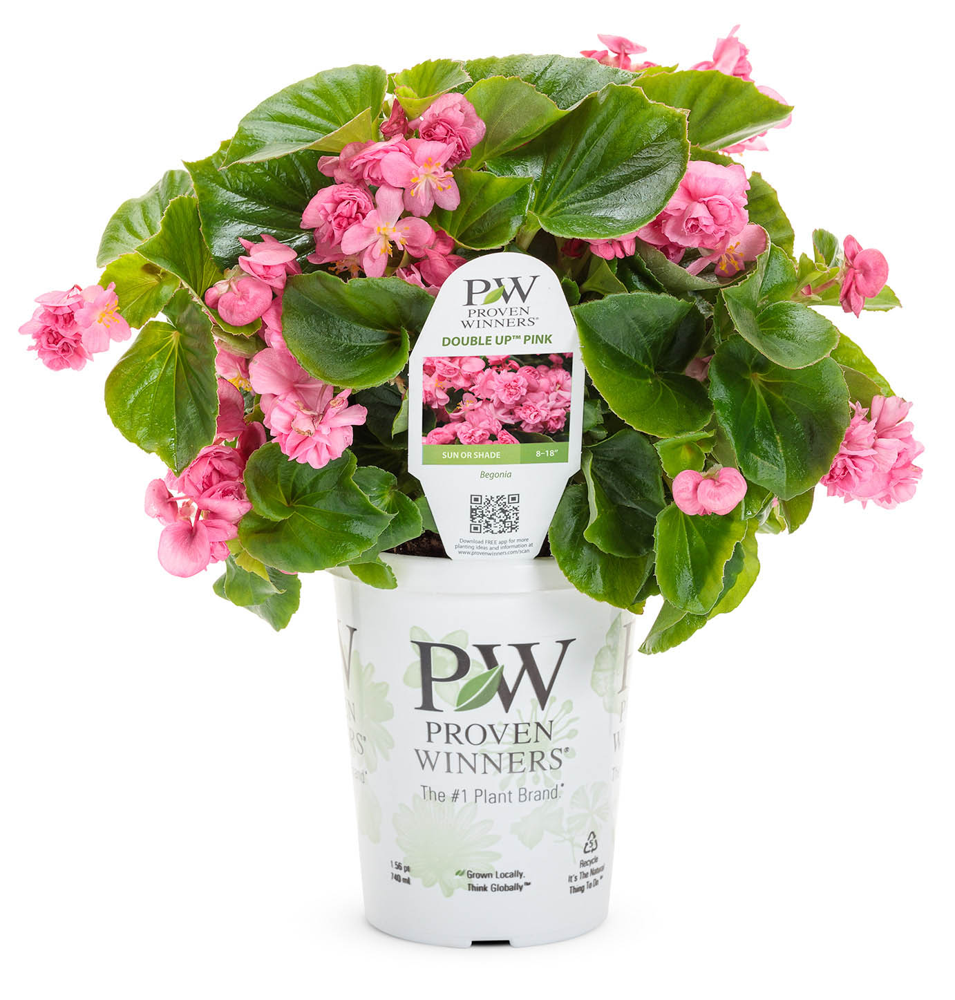 PW
PROVEN
WINNERS®
DOUBLE UP™ PINK
SUN OR SHADE 8–18"
Begonia
Download FREE app for more
planting ideas and information at
www.provenwinners.com/scan
PW
PROVEN
WINNERS®
The #1 Plant Brand.®
1.56 pt
740 ml
Grown Locally.
Think Globally™
5
Recycle
It's The Natural
Thing To Do™